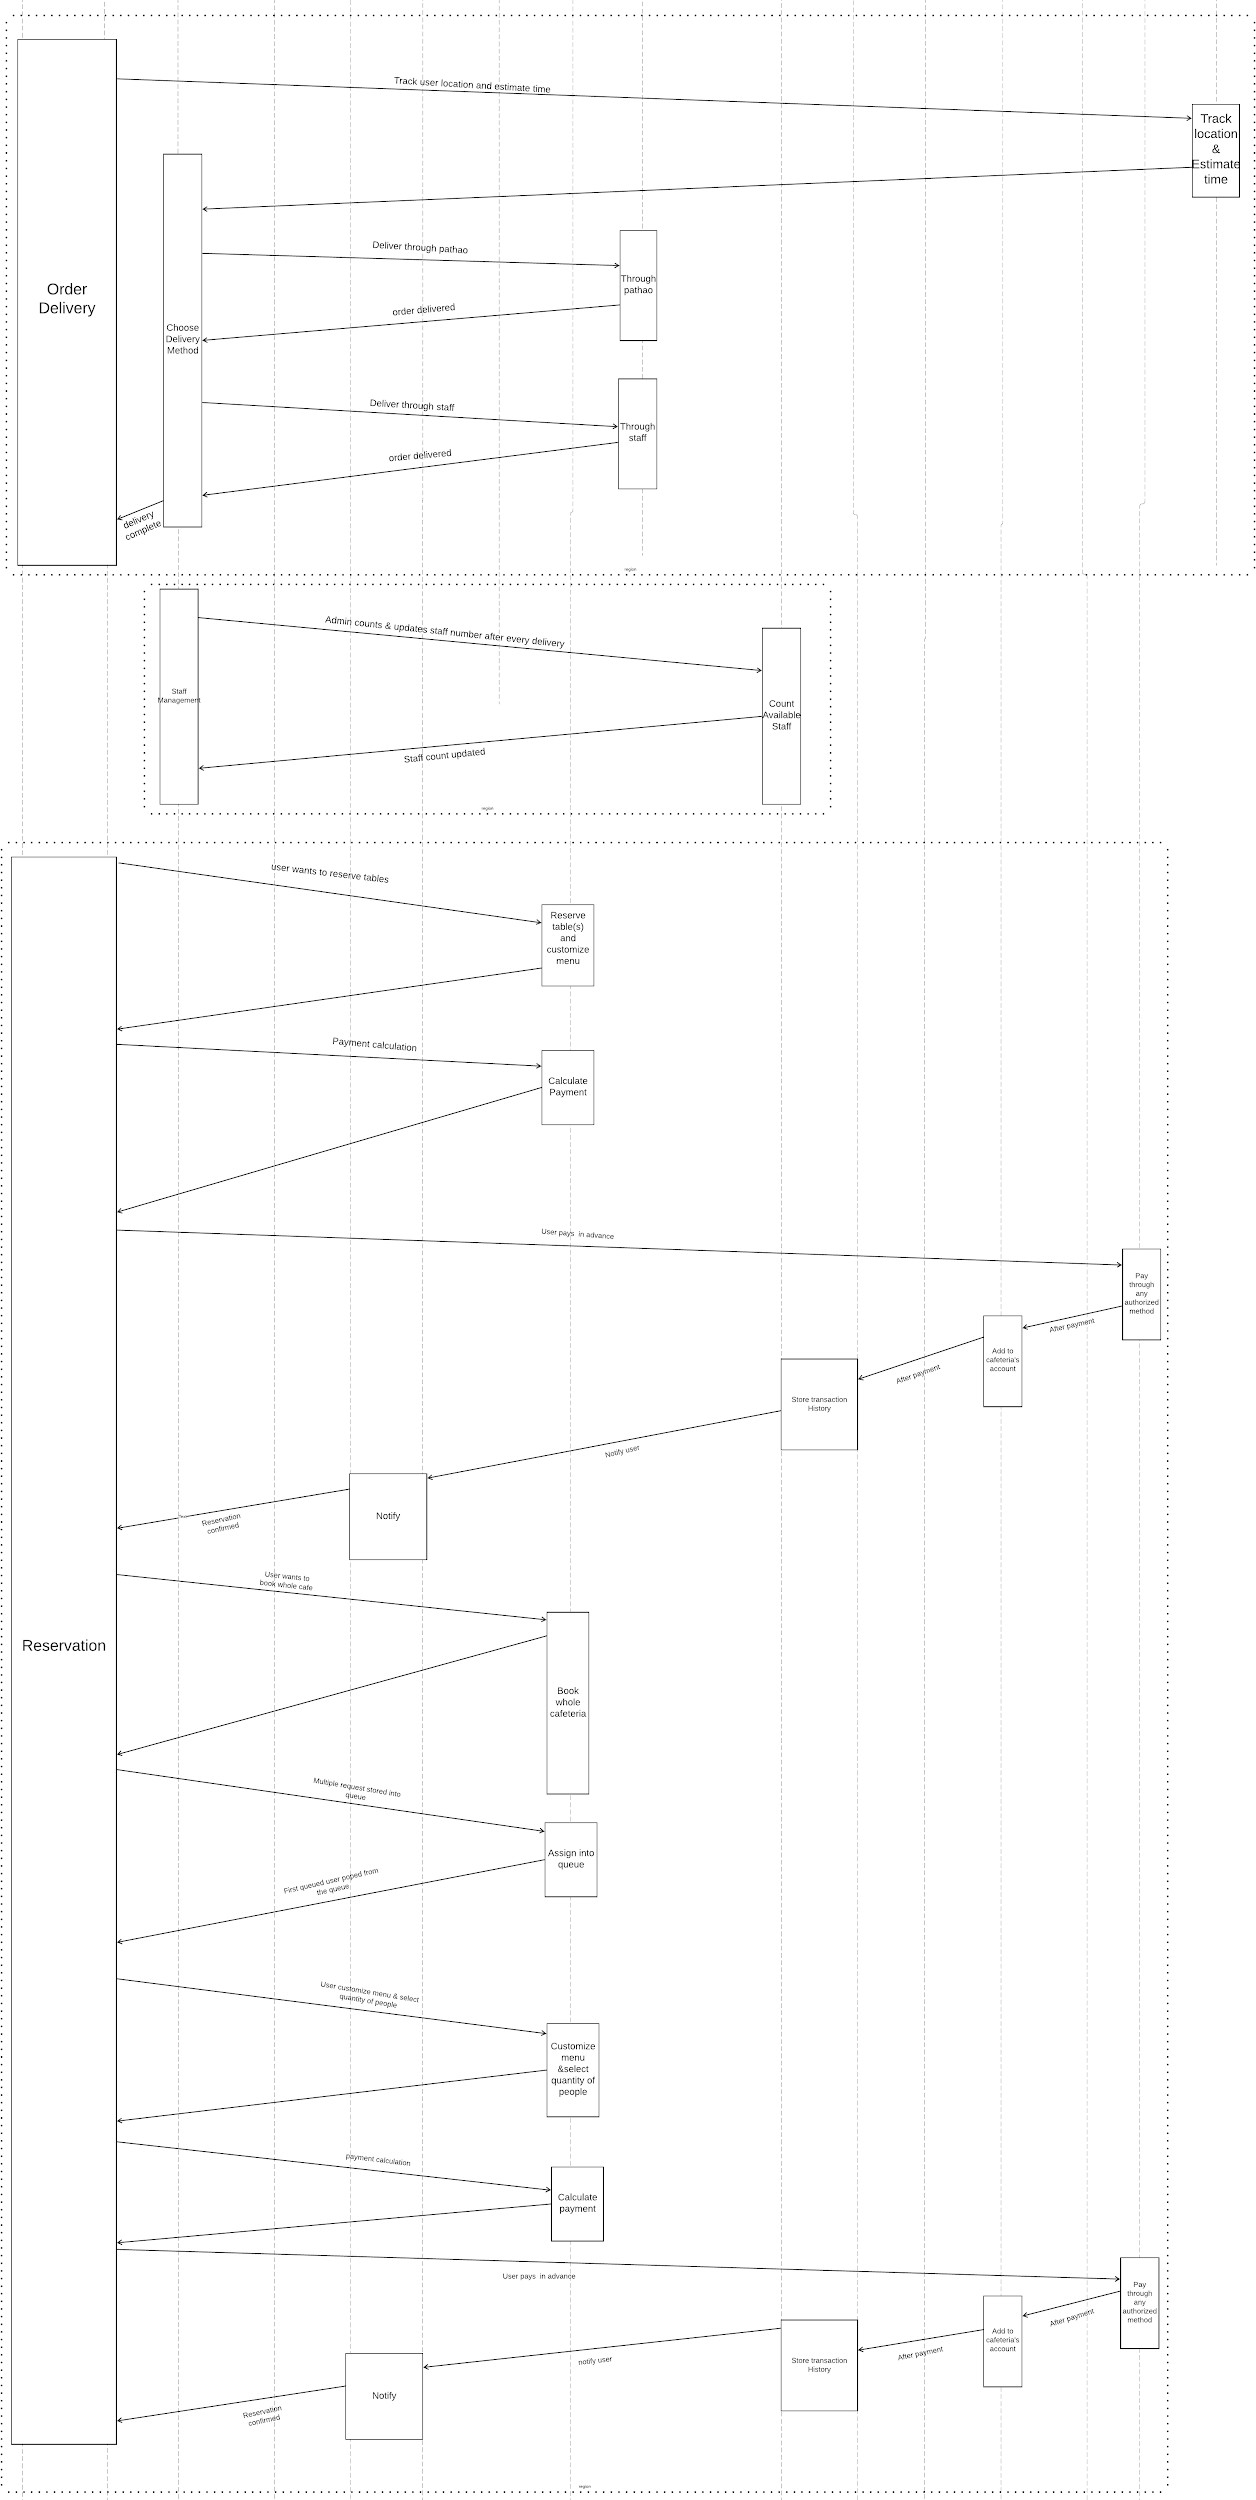 Track user location and estimate time
Track
location
&
Estimate
time
Deliver through pathao
Through
pathao
Order
Delivery
order delivered
Choose
Delivery
Method
Deliver through staff
Through
staff
order delivered
delivery
complete
region
Admin counts & updates staff number after every delivery
Staff
Management
Count
Available
Staff
Staff count updated
region
user wants to reserve tables
Reserve
table(s)
and
customize
menu
Payment calculation
Calculate
Payment
User pays in advance
Pay
through
any
authorized
method
After payment
Add to
cafeteria's
account
After payment
Store transaction
History
Notify user
Notify
Reservation
confirmed
User wants to
book whole cafe
Reservation
Book
whole
cafeteria
Multiple request stored into
queue
Assign into
queue
First queued user poped from
the queue
User customize menu & select
quantity of people
Customize
menu
&select
quantity of
people
payment calculation
Calculate
payment
User pays in advance
Pay
through
any
authorized
method
After payment
Add to
cafeteria's
account
After payment
Store transaction
History
notify user
Notify
Reservation
confirmed
region